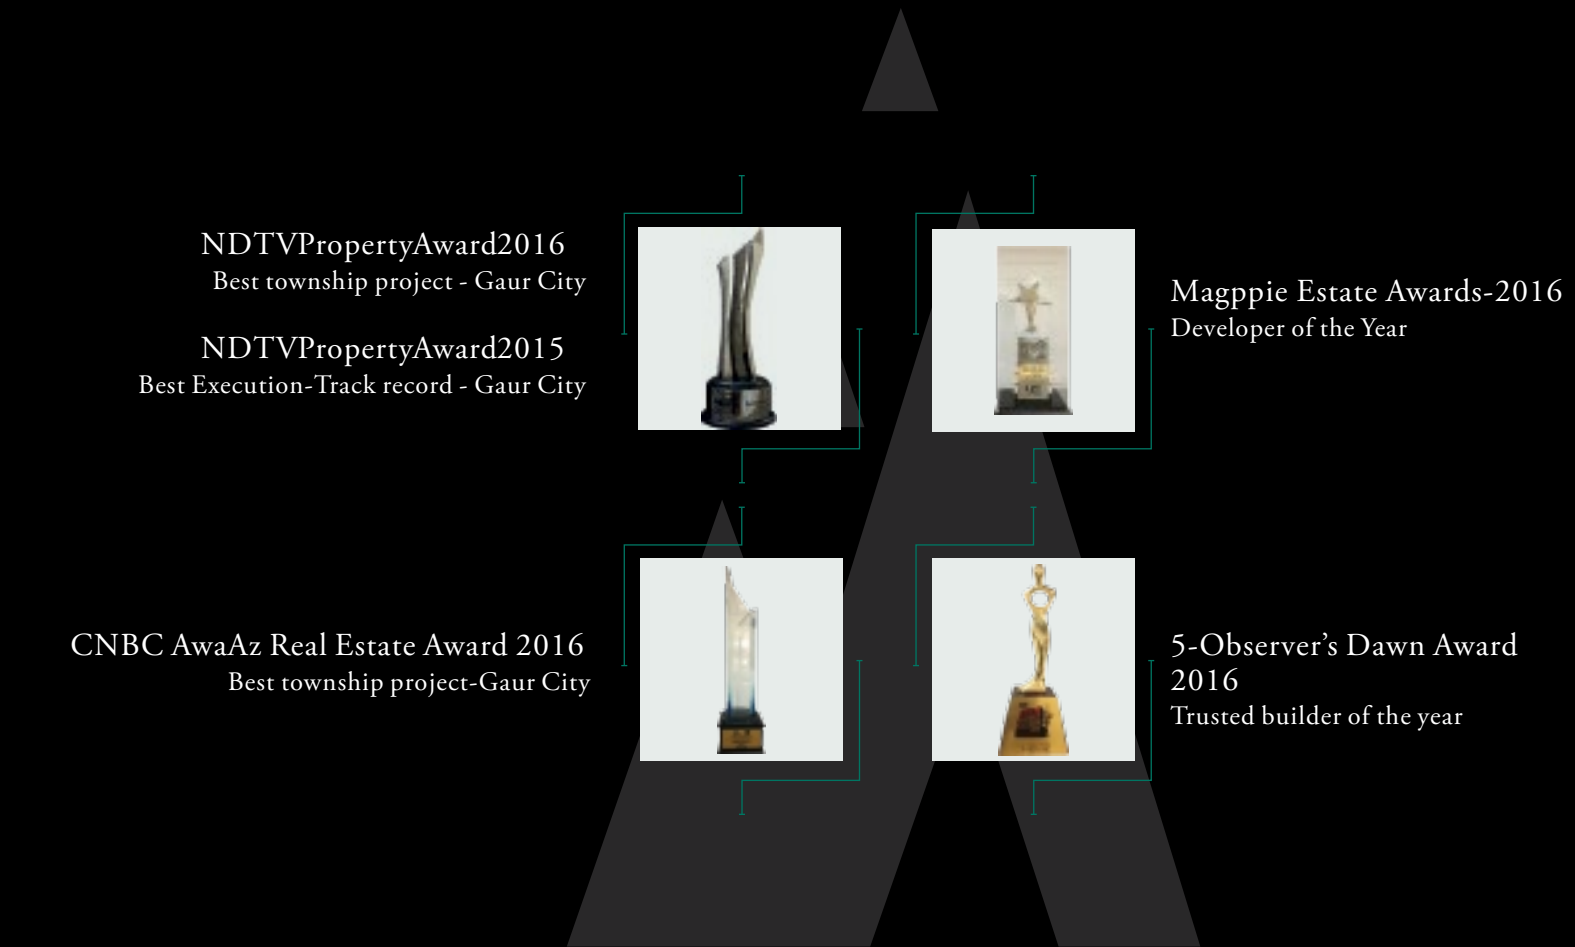 NDTVPropertyAward2016
Best township project - Gaur City
NDTVPropertyAward2015
Best Execution-Track record - Gaur City
Magppie Estate Awards-2016
Developer of the Year
CNBC AwaAz Real Estate Award 2016
Best township project-Gaur City
5-Observer’s Dawn Award
2016
Trusted builder of the year